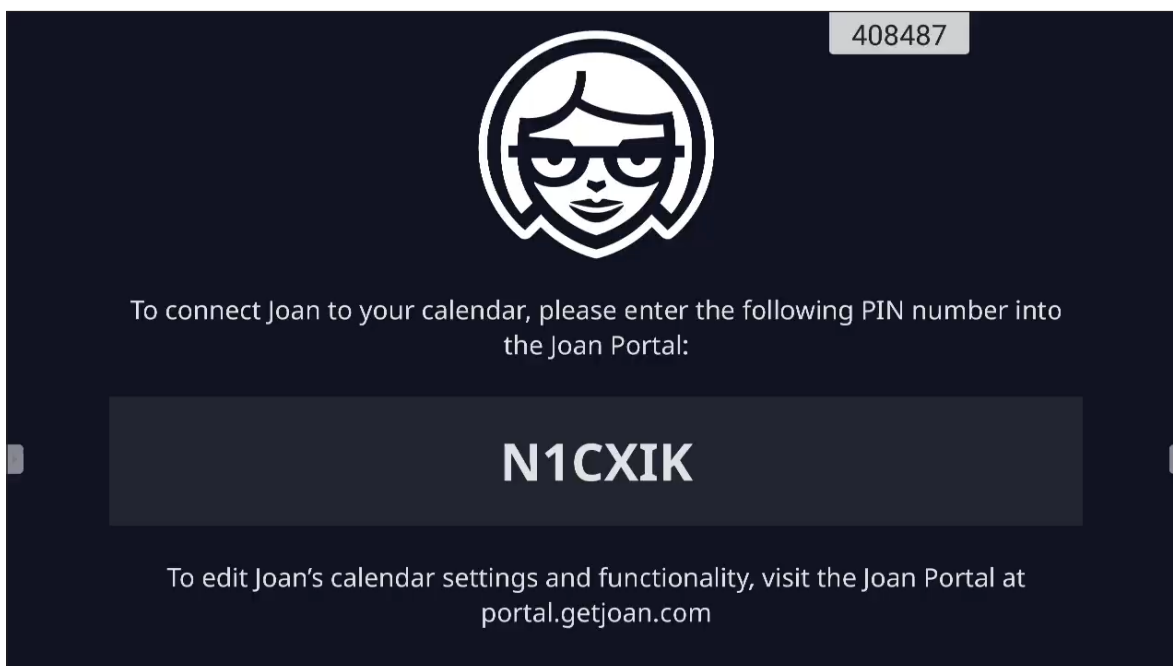 408487
To connect Joan to your calendar, please enter the following PIN number into
the Joan Portal:
N1CXIK
To edit Joan’s calendar settings and functionality, visit the Joan Portal at
portal.getjoan.com